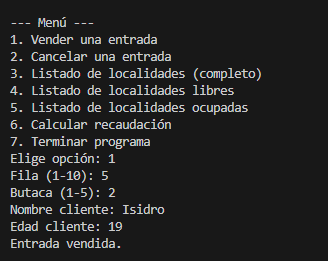 --- Menú ---
1. Vender una entrada
2. Cancelar una entrada
3. Listado de localidades (completo)
4. Listado de localidades libres
5. Listado de localidades ocupadas
6. Calcular recaudación
7. Terminar programa
Elige opción: 1
Fila (1-10): 5
Butaca (1-5): 2
Nombre cliente: Isidro
Edad cliente: 19
Entrada vendida.